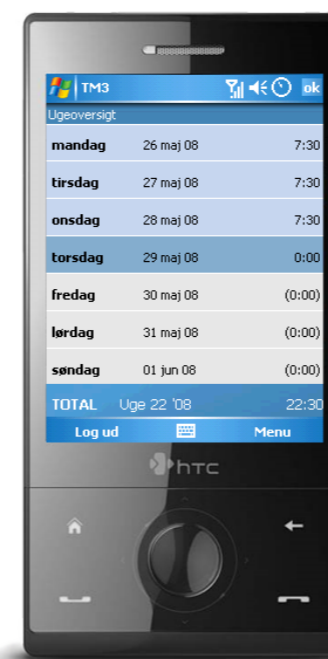 TM3 ok
Ugeoversigt
mandag 26 maj 08 7:30
tirsdag 27 maj 08 7:30
onsdag 28 maj 08 7:30
torsdag 29 maj 08 0:00
fredag 30 maj 08 (0:00)
lørdag 31 maj 08 (0:00)
søndag 01 jun 08 (0:00)
TOTAL Uge 22 '08 22:30
Log ud Menu
hTC